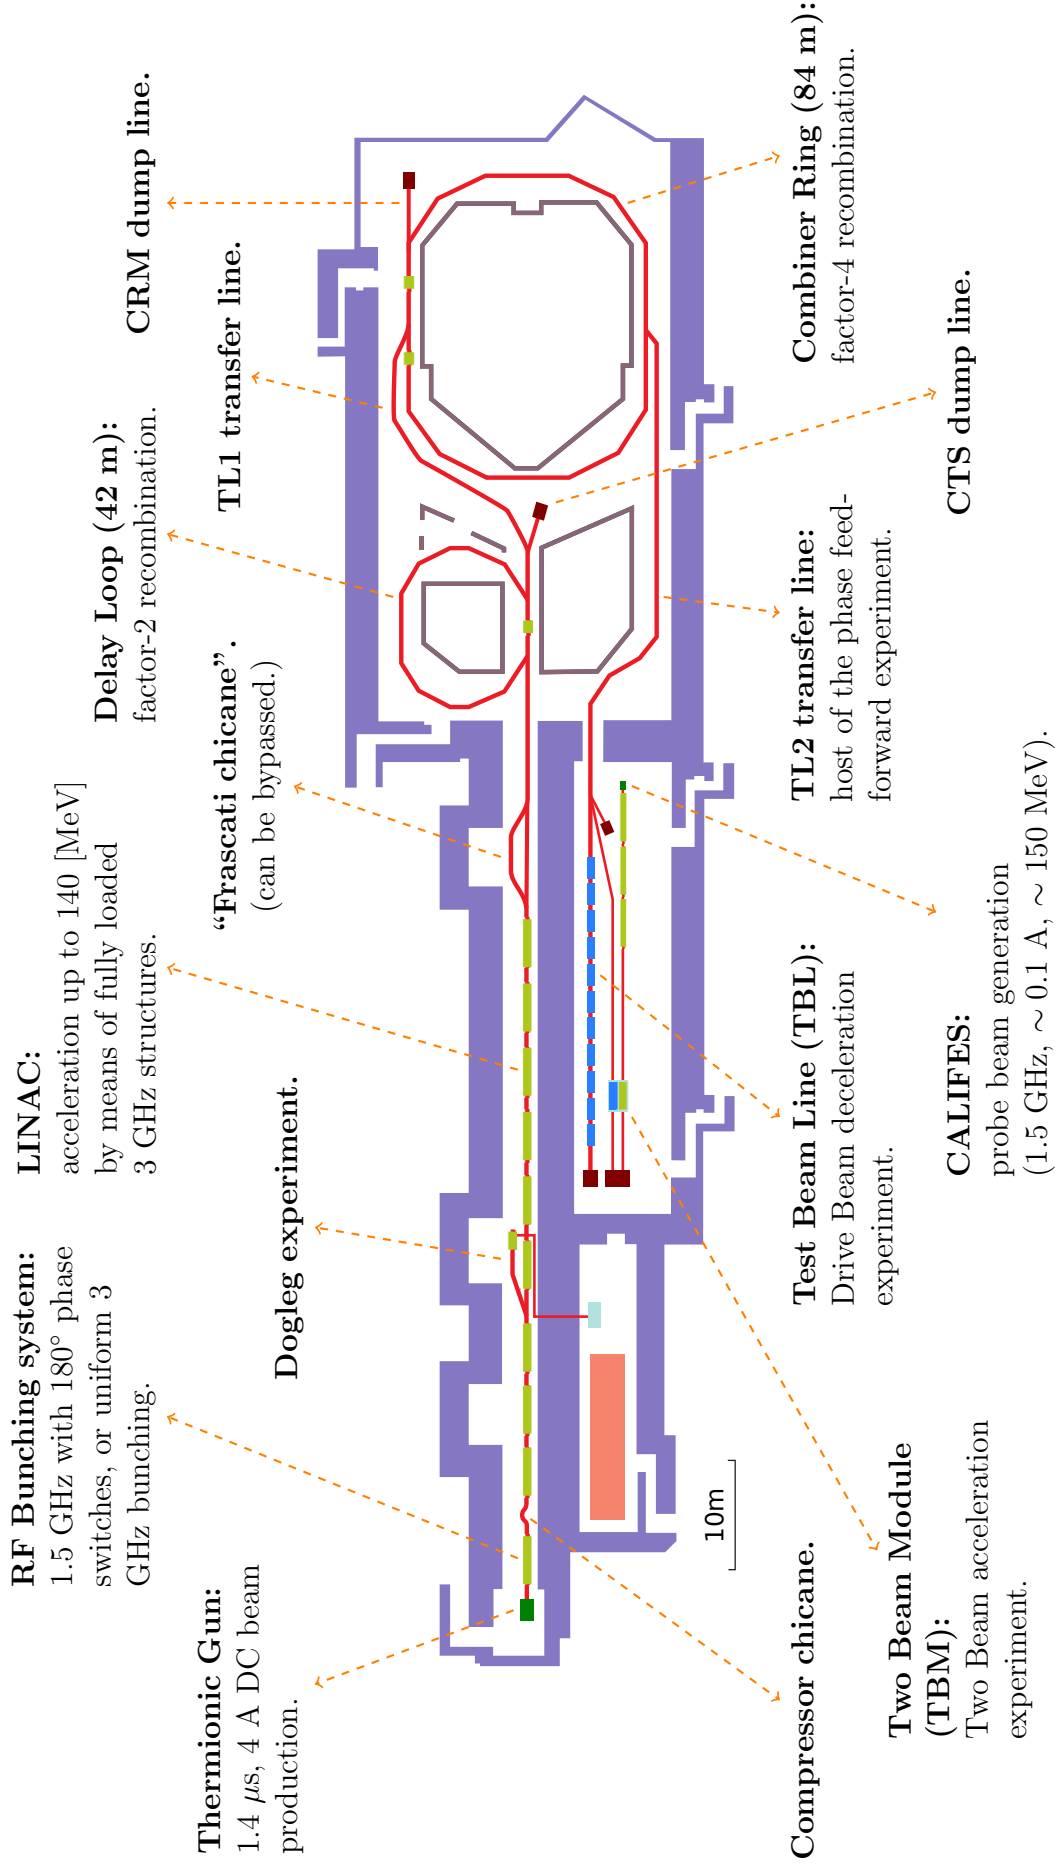 RF Bunching system:
1.5 GHz with 180° phase
switches, or uniform 3
GHz bunching.
LINAC:
acceleration up to 140 [MeV]
by means of fully loaded
3 GHz structures.
Delay Loop (42 m):
factor-2 recombination.
CRM dump line.
Thermionic Gun:
1.4 μs, 4 A DC beam
production.
Dogleg experiment.
“Frascati chicane”.
(can be bypassed.)
TL1 transfer line.
10m
Compressor chicane.
Two Beam Module
(TBM):
Two Beam acceleration
experiment.
Test Beam Line (TBL):
Drive Beam deceleration
experiment.
CALIFES:
probe beam generation
(1.5 GHz, ∼ 0.1 A, ∼ 150 MeV).
TL2 transfer line:
host of the phase feed-
forward experiment.
CTS dump line.
Combiner Ring (84 m):
factor-4 recombination.